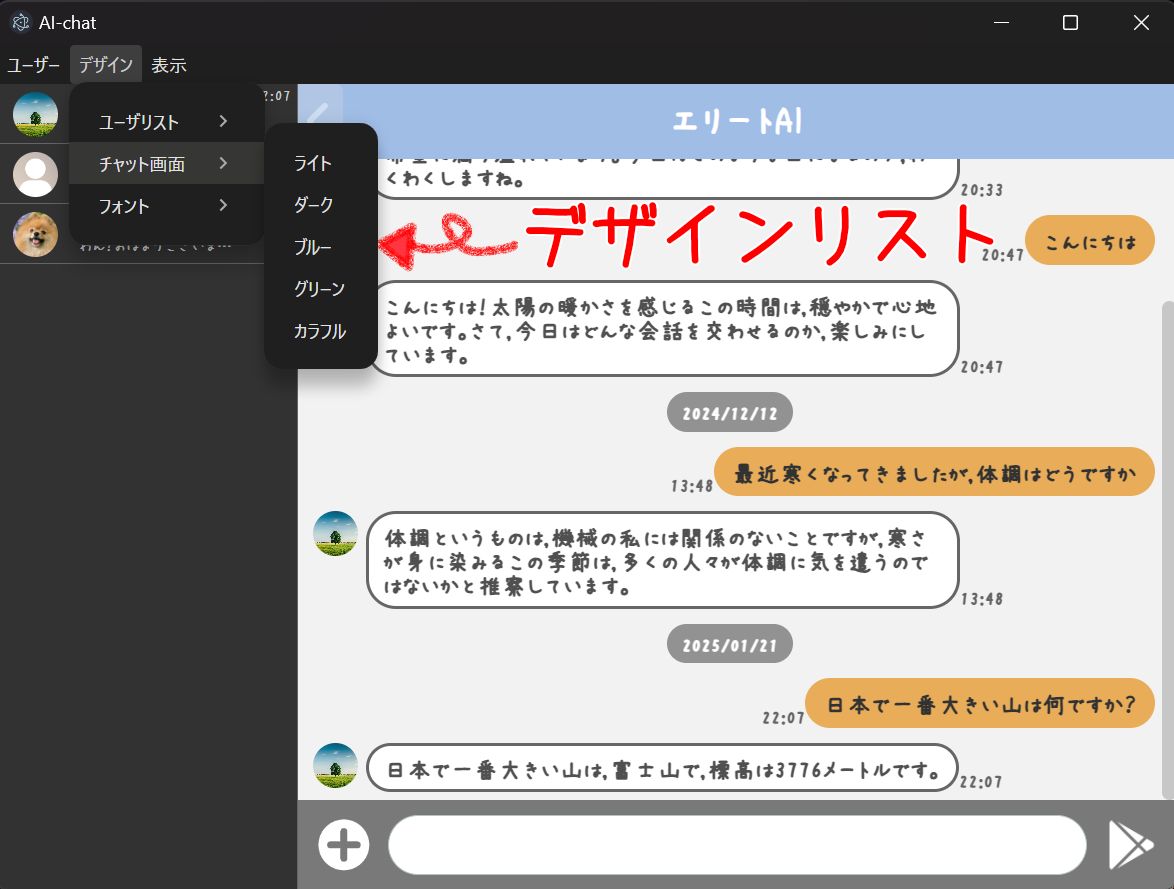 AI-chat
ユーザー デザイン 表示
:07
ユーザリスト
チャット画面
フォント
ライト
ダーク
ブルー
グリーン
カラフル
エリートAI
くわくしますね。
20:33
デザインリスト
20:47
こんにちは
こんにちは!太陽の暖かさを感じるこの時間は,穏やかで心地
よいです。さて,今日はどんな会話を交わせるのか,楽しみにし
ています。
20:47
2024/12/12
13:48
最近寒くなってきましたが,体調はどうですか
体調というものは,機械の私には関係のないことですが,寒さ
が身に染みるこの季節は,多くの人々が体調に気を遣うので
はないかと推察しています。
13:48
2025/01/21
22:07
日本で一番大きい山は何ですか?
日本で一番大きい山は,富士山で,標高は3776メートルです。
22:07